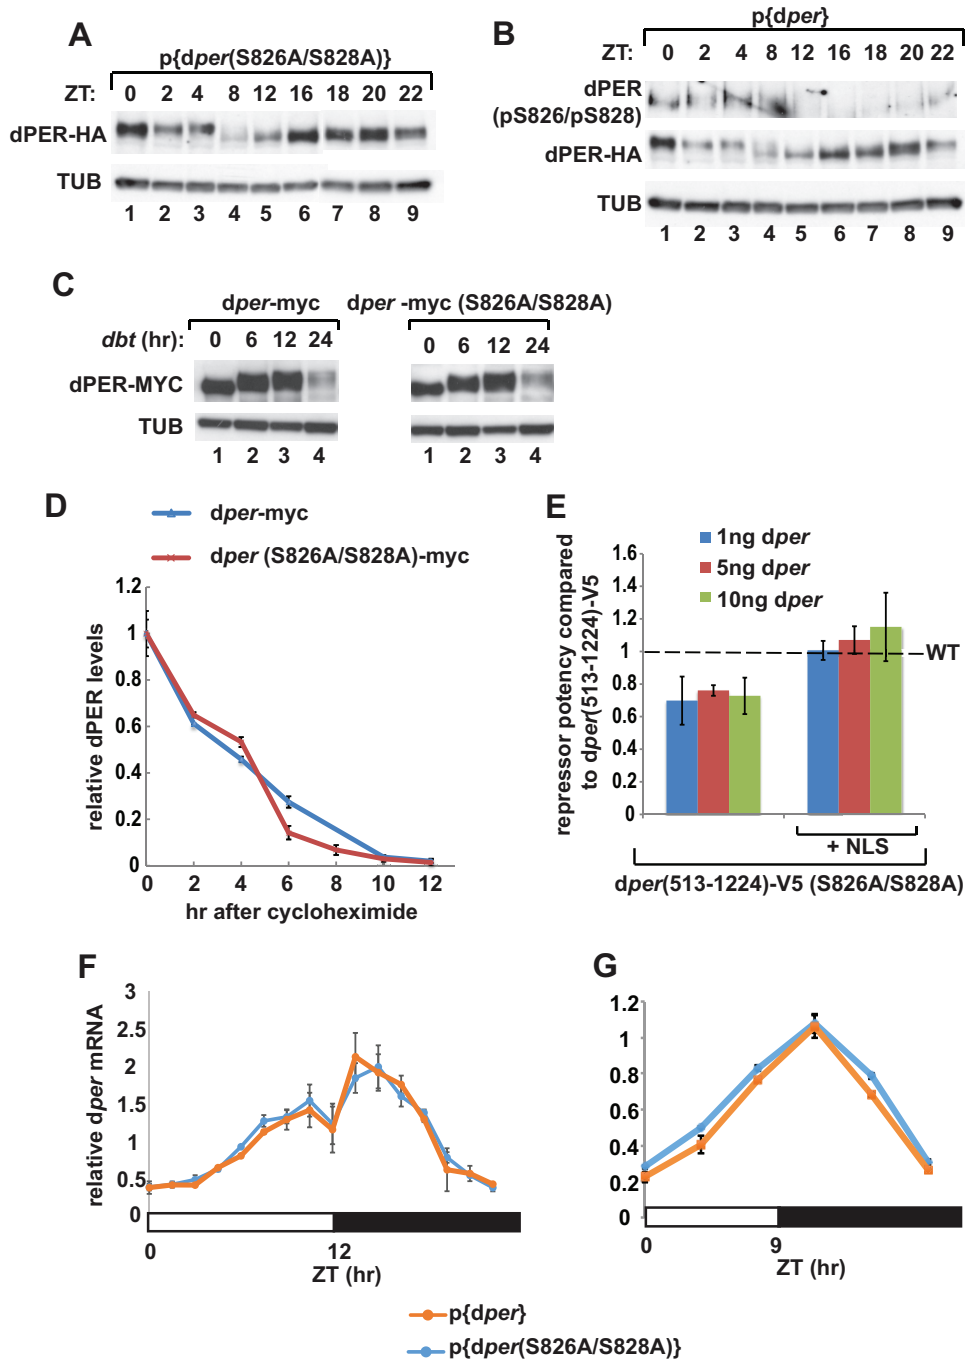 A
p{dper(S826A/S828A)}
ZT: 0 2 4 8 12 16 18 20 22
dPER-HA
TUB
1 2 3 4 5 6 7 8 9
B
p{dper}
ZT: 0 2 4 8 12 16 18 20 22
dPER
(pS826/pS828)
dPER-HA
TUB
1 2 3 4 5 6 7 8 9
C
dper-myc
dper -myc (S826A/S828A)
dbt (hr): 0 6 12 24
0 6 12 24
dPER-MYC
TUB
1 2 3 4
1 2 3 4
D
dper-myc
dper (S826A/S828A)-myc
relative dPER levels
1.2
1
0.8
0.6
0.4
0.2
0
0 2 4 6 8 10 12
hr after cycloheximide
E
1ng dper
5ng dper
10ng dper
repressor potency compared
to dper(513-1224)-V5
1.6
1.4
1.2
1
0.8
0.6
0.4
0.2
0
WT
+ NLS
dper(513-1224)-V5 (S826A/S828A)
F
relative dper mRNA
3
2.5
2
1.5
1
0.5
0
0 12
ZT (hr)
G
1.2
1
0.8
0.6
0.4
0.2
0
0 9
ZT (hr)
p{dper}
p{dper(S826A/S828A)}